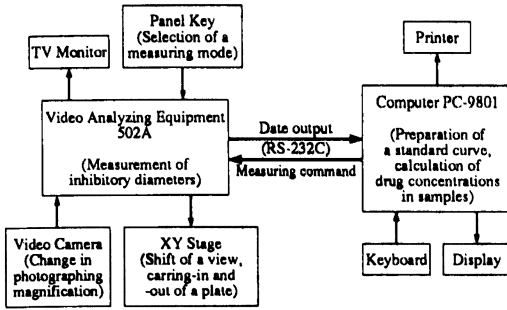 Panel Key
(Selection of a
measuring mode)
TV Monitor
Printer
Video Analyzing Equipment
502A
(Measurement of
inhibitory diameters)
Date output
(RS-232C)
Measuring command
Computer PC-9801
(Preparation of
a standard curve,
calculation of
drug concentrations
in samples)
Video Camera
(Change in
photographing
magnification)
XY Stage
(Shift of a view,
carring-in and
-out of a plate)
Keyboard
Display